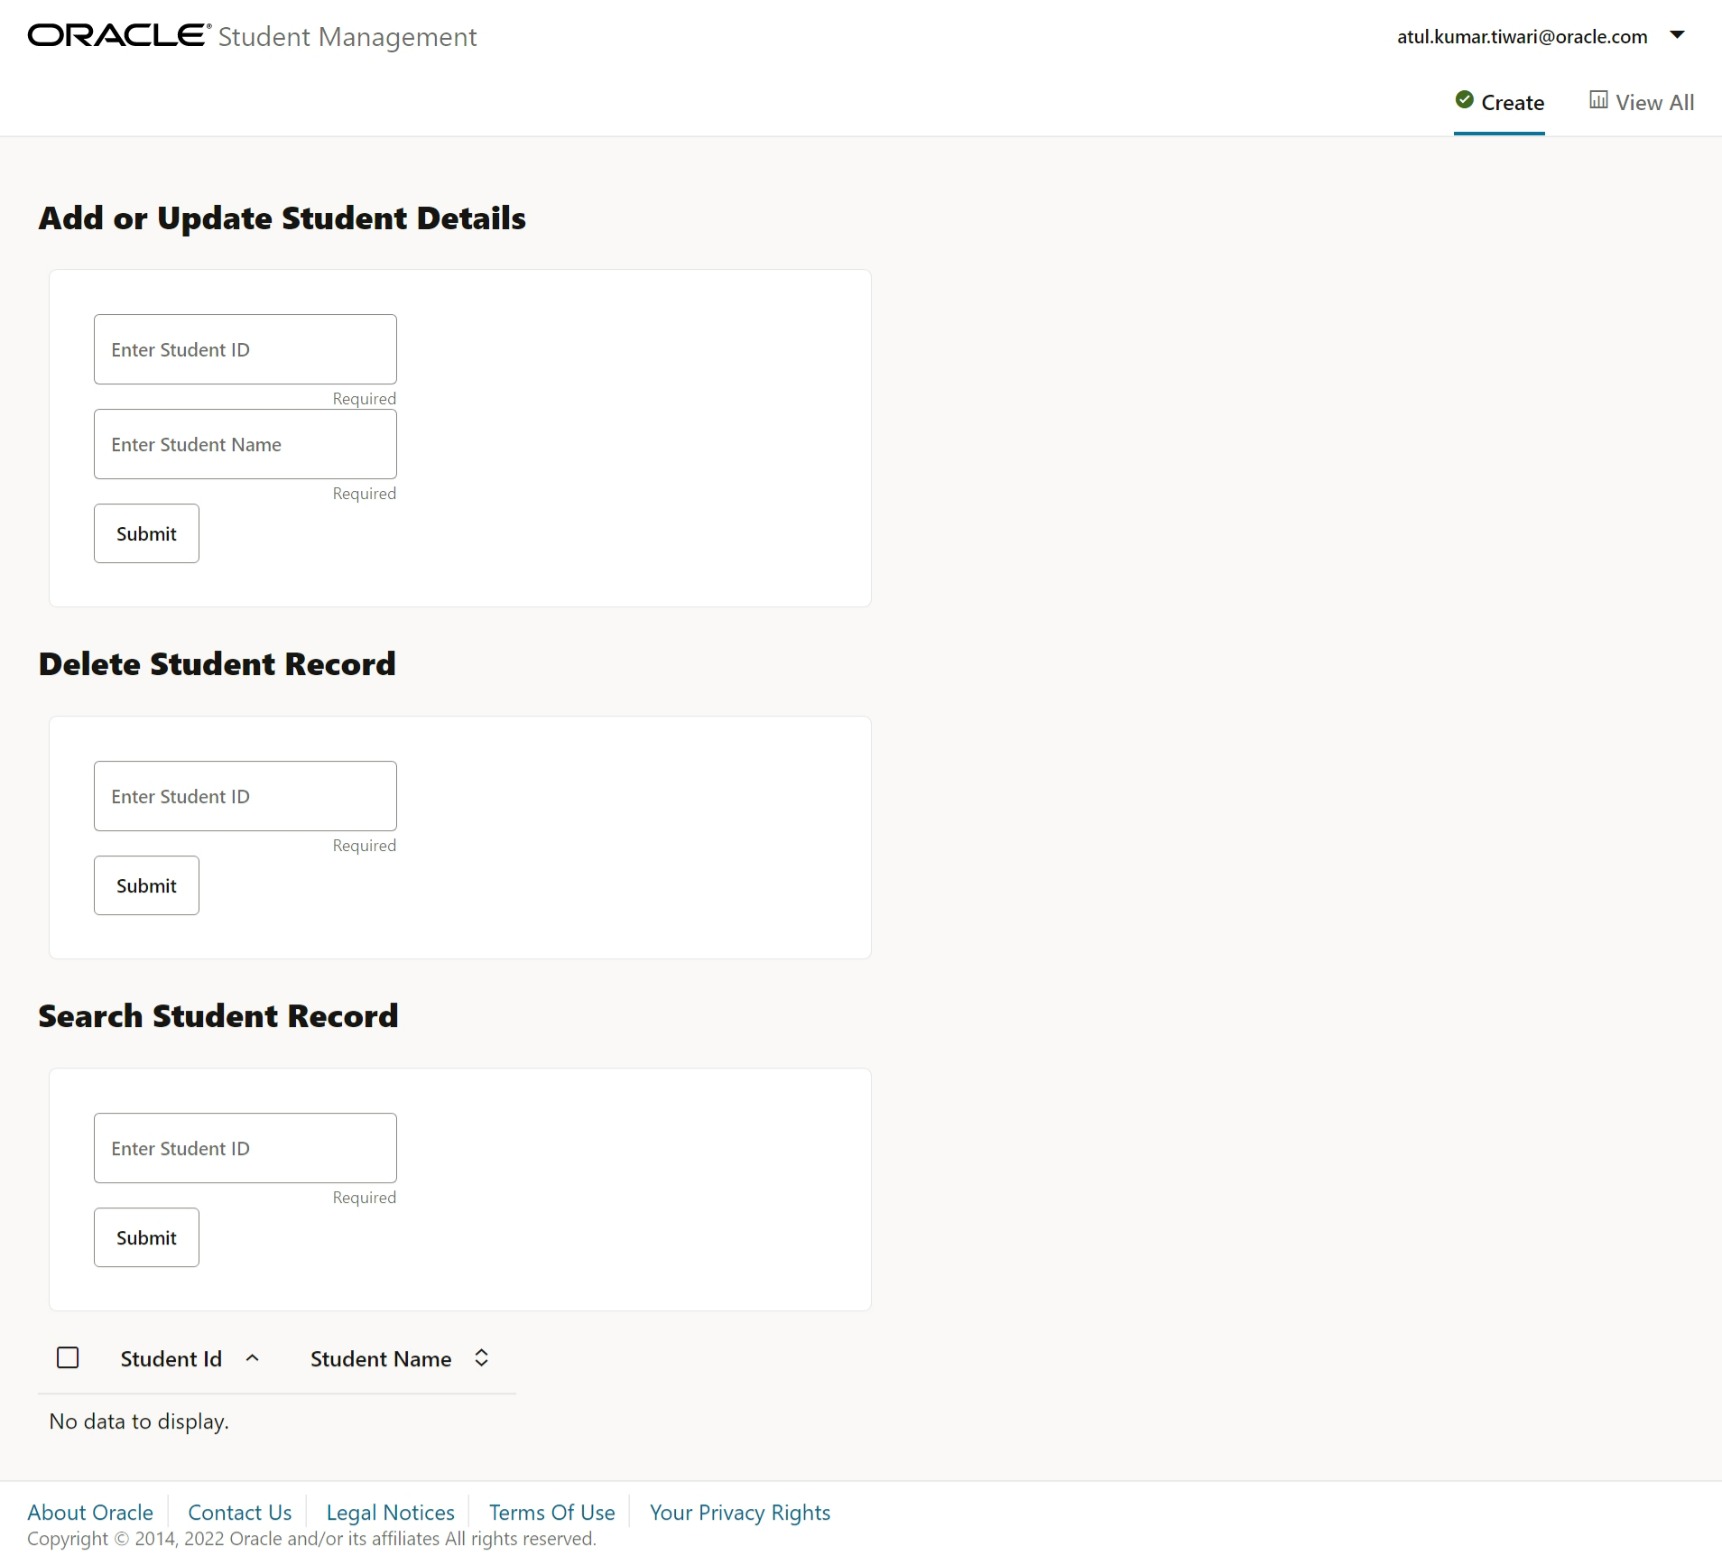 ORACLE® Student Management
atul.kumar.tiwari@oracle.com
Create
View All
Add or Update Student Details
Enter Student ID
Required
Enter Student Name
Required
Submit
Delete Student Record
Enter Student ID
Required
Submit
Search Student Record
Enter Student ID
Required
Submit
Student Id Student Name
No data to display.
About Oracle Contact Us Legal Notices Terms Of Use Your Privacy Rights
Copyright © 2014, 2022 Oracle and/or its affiliates All rights reserved.